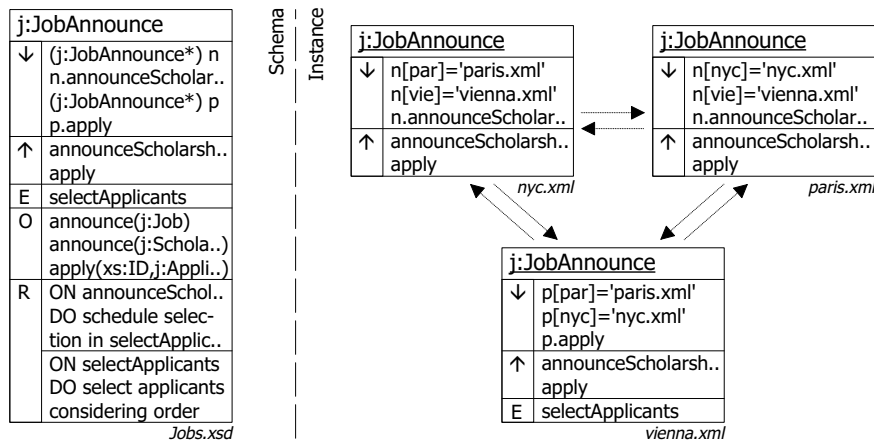 j:JobAnnounce
↓ (j:JobAnnounce*) n
n.announceScholar..
(j:JobAnnounce*) p
p.apply
↑ announceScholarsh..
apply
E selectApplicants
O announce(j:Job)
announce(j:Schola..)
apply(xs:ID,j:Appli..)
R ON announceSchol..
DO schedule selec-
tion in selectApplic..
ON selectApplicants
DO select applicants
considering order
Jobs.xsd
Schema
Instance
j:JobAnnounce
↓ n[par]='paris.xml'
n[vie]='vienna.xml'
n.announceScholar..
↑ announceScholarsh..
apply
nyc.xml
j:JobAnnounce
↓ n[nyc]='nyc.xml'
n[vie]='vienna.xml'
n.announceScholar..
↑ announceScholarsh..
apply
paris.xml
j:JobAnnounce
↓ p[par]='paris.xml'
p[nyc]='nyc.xml'
p.apply
↑ announceScholarsh..
apply
E selectApplicants
vienna.xml